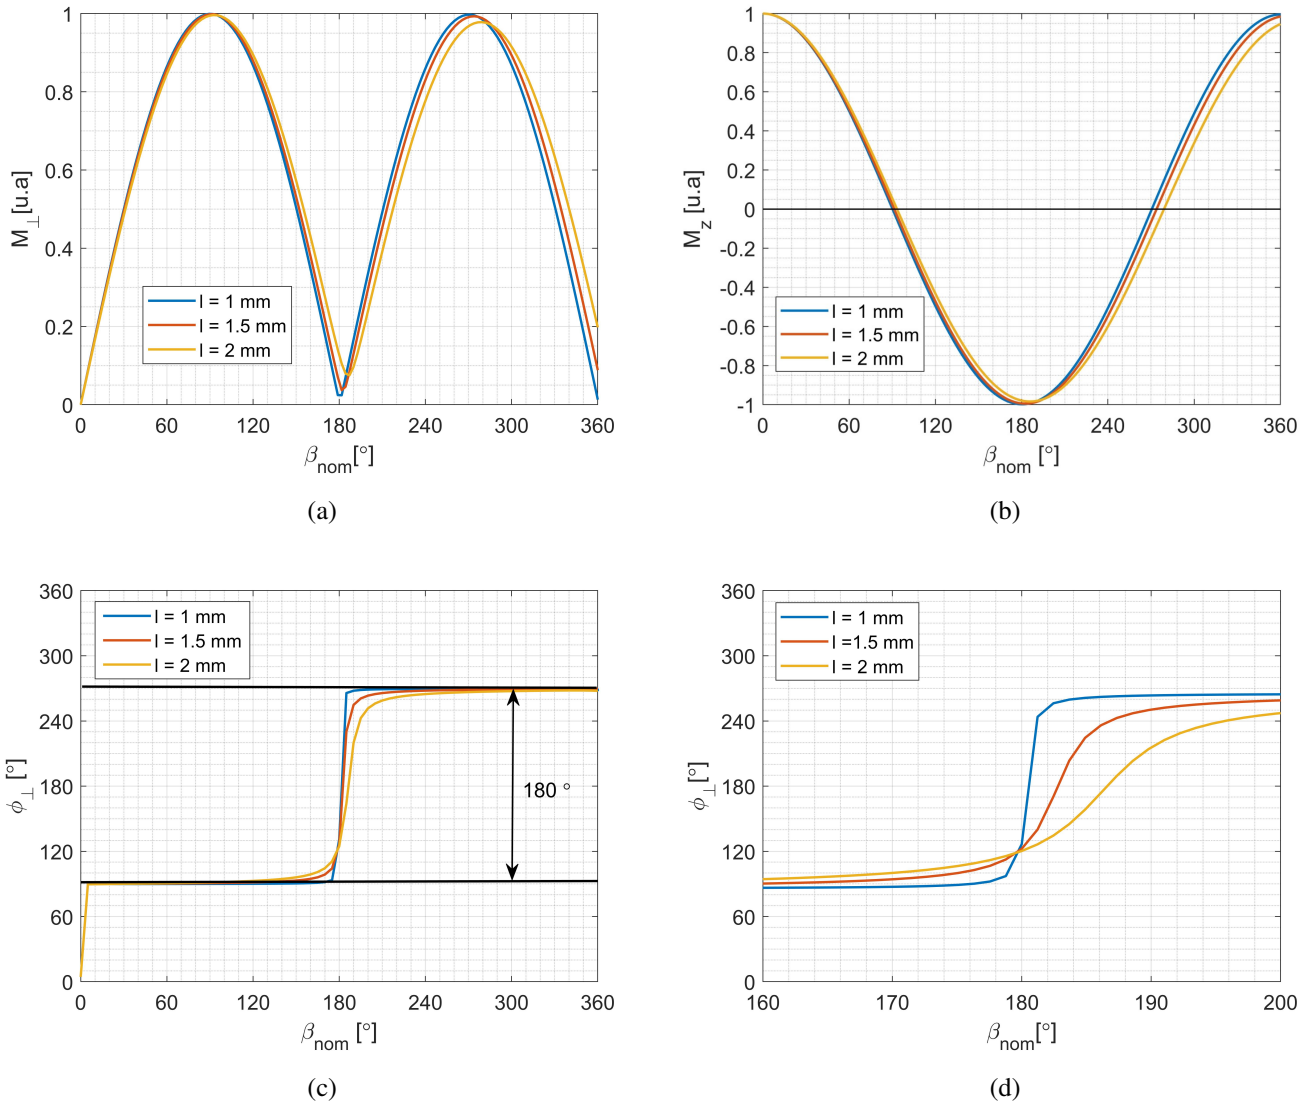 1
0.8
0.6
0.4
0.2
0
M⊥[u.a]
l = 1 mm
l = 1.5 mm
l = 2 mm
0 60 120 180 240 300 360
βnom[°]
(a)
1
0.8
0.6
0.4
0.2
0
-0.2
-0.4
-0.6
-0.8
-1
Mz [u.a]
l = 1 mm
l = 1.5 mm
l = 2 mm
0 60 120 180 240 300 360
βnom [°]
(b)
360
300
240
180
120
60
0
ϕ⊥ [°]
l = 1 mm
l = 1.5 mm
l = 2 mm
180 °
0 60 120 180 240 300 360
βnom [°]
(c)
360
300
240
180
120
60
0
ϕ⊥[°]
l = 1 mm
l =1.5 mm
l = 2 mm
160 170 180 190 200
βnom[°]
(d)